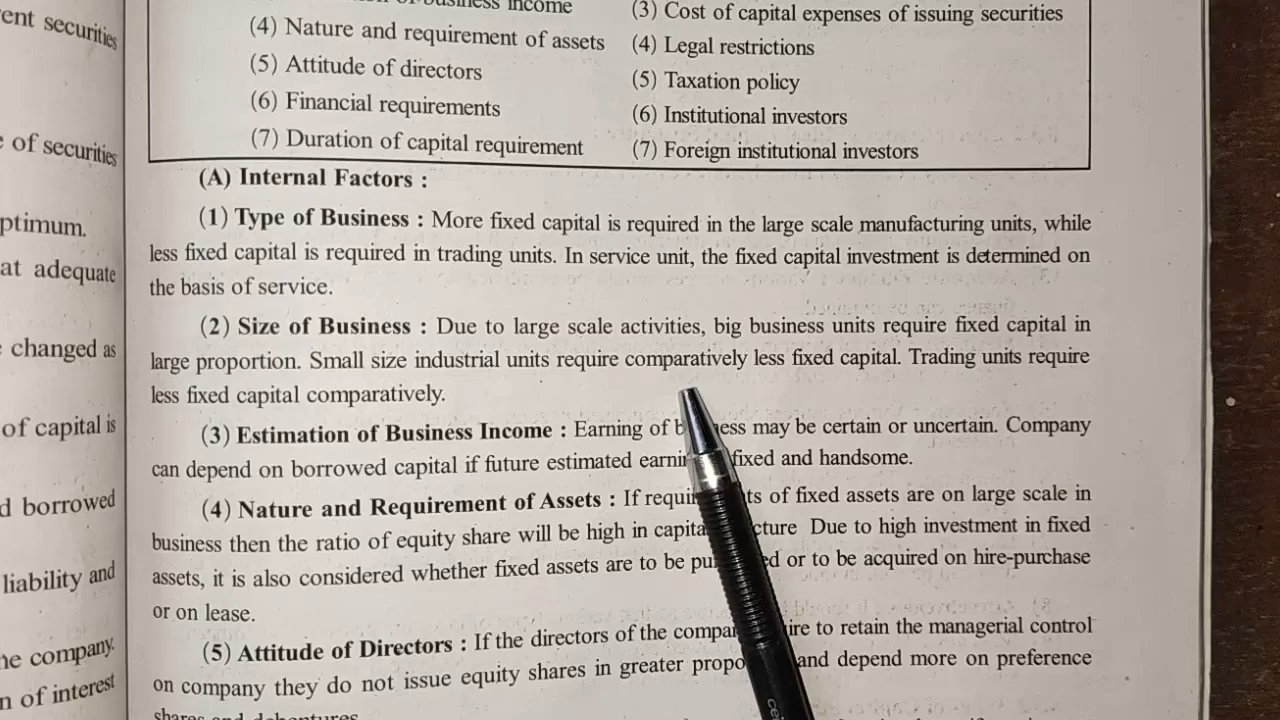 ent securities
of securities
ptimum.
at adequate
changed as
of capital is
d borrowed
liability and
he company.
n of interest
business income
(4) Nature and requirement of assets
(5) Attitude of directors
(6) Financial requirements
(7) Duration of capital requirement
(3) Cost of capital expenses of issuing securities
(4) Legal restrictions
(5) Taxation policy
(6) Institutional investors
(7) Foreign institutional investors
(A) Internal Factors :
(1) Type of Business : More fixed capital is required in the large scale manufacturing units, while
less fixed capital is required in trading units. In service unit, the fixed capital investment is determined on
the basis of service.
(2) Size of Business : Due to large scale activities, big business units require fixed capital in
large proportion. Small size industrial units require comparatively less fixed capital. Trading units require
less fixed capital comparatively.
(3) Estimation of Business Income : Earning of b ness may be certain or uncertain. Company
can depend on borrowed capital if future estimated earni fixed and handsome.
(4) Nature and Requirement of Assets : If requi ts of fixed assets are on large scale in
business then the ratio of equity share will be high in capita cture Due to high investment in fixed
assets, it is also considered whether fixed assets are to be pu ed or to be acquired on hire-purchase
or on lease.
(5) Attitude of Directors : If the directors of the compa ire to retain the managerial control
on company they do not issue equity shares in greater propo and depend more on preference
shares and debentures